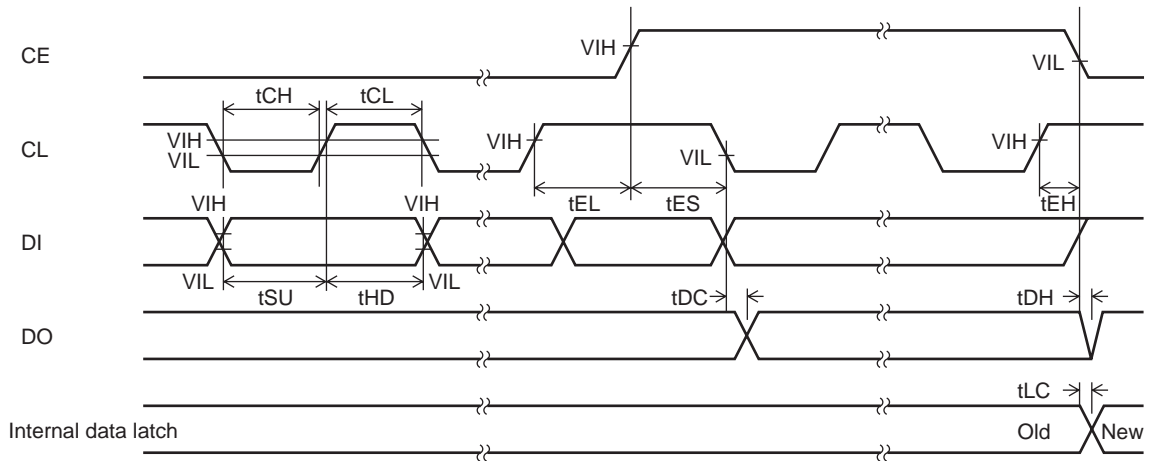 CE
VIH
VIL
tCH
tCL
CL
VIH
VIL
VIH
VIL
VIH
tEL
tES
tEH
DI
VIH
VIH
VIL
VIL
tSU
tHD
tDC
tDH
DO
tLC
Internal data latch
Old
New